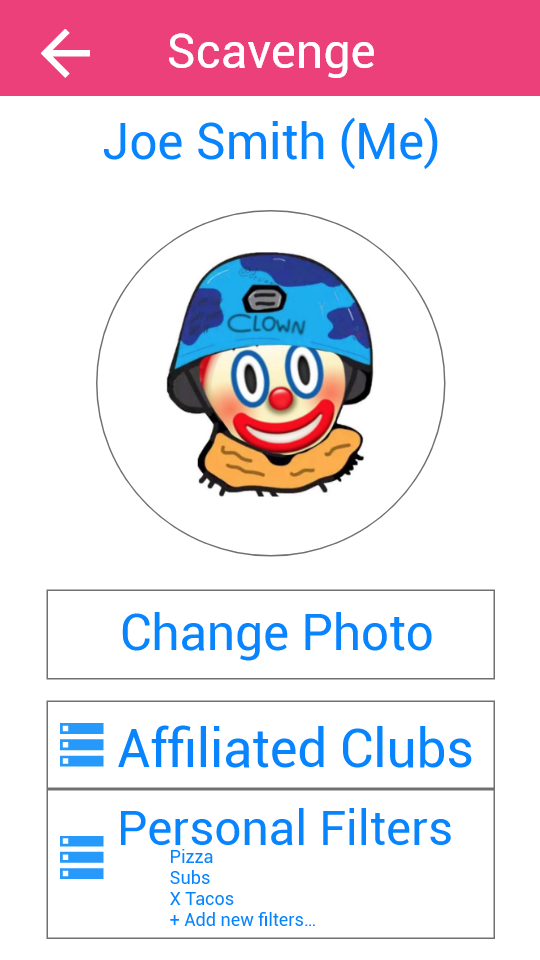 Scavenge
Joe Smith (Me)
CLOWN
Change Photo
Affiliated Clubs
Personal Filters
Pizza
Subs
X Tacos
+ Add new filters...